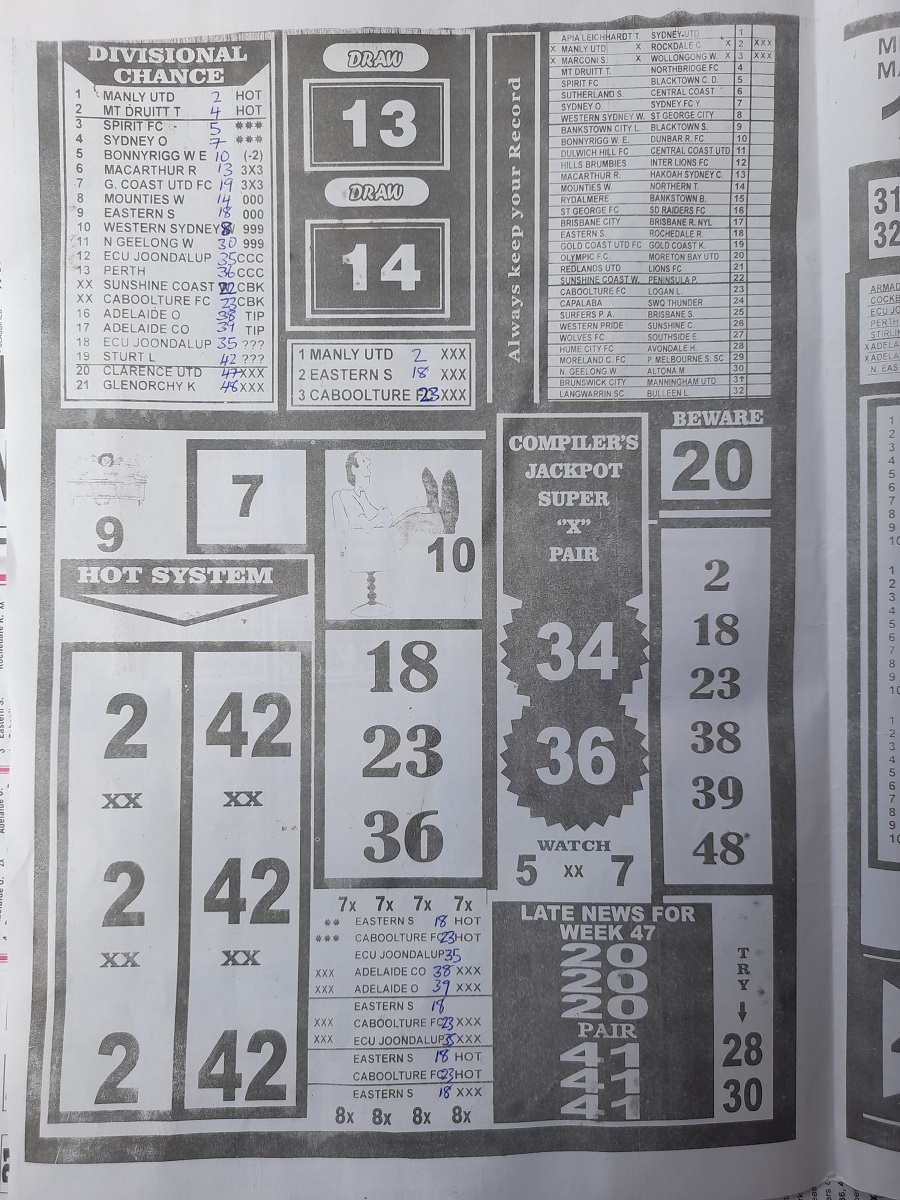 DIVISIONAL
CHANCE
1 MANLY UTD 2 HOT
2 MT DRUITT T 4 HOT
3 SPIRIT FC 5 ***
4 SYDNEY O 7 ***
5 BONNYRIGG W E 10 (-2)
6 MACARTHUR R 13 3X3
7 G. COAST UTD FC 19 3X3
8 MOUNTIES W 14 000
9 EASTERN S 18 000
10 WESTERN SYDNEY W 8 999
11 N GEELONG W 30 999
12 ECU JOONDALUP 35 CCC
13 PERTH 36 CCC
XX SUNSHINE COAST W 22 CBK
XX CABOOLTURE FC 23 CBK
16 ADELAIDE O 38 TIP
17 ADELAIDE CO 39 TIP
18 ECU JOONDALUP 35 ???
19 STURT L 42 ???
20 CLARENCE UTD 47 XXX
21 GLENORCHY K 48 XXX
DRAW
13
DRAW
14
1 MANLY UTD 2 XXX
2 EASTERN S 18 XXX
3 CABOOLTURE FC 23 XXX
Always keep your Record
APIA LEICHHARDT T. SYDNEY UTD 1
X MANLY UTD X ROCKDALE C X 2 XXX
X MARCONI S. X WOLLONGONG W. X 3 XXX
MT DRUITT T. NORTHBRIDGE FC 4
SPIRIT FC BLACKTOWN C. D. 5
SUTHERLAND S. CENTRAL COAST 6
SYDNEY O. SYDNEY FC Y. 7
WESTERN SYDNEY W. ST GEORGE CITY 8
BANKSTOWN CITY L. BLACKTOWN S. 9
BONNYRIGG W. E. DUNBAR R. FC 10
DULWICH HILL FC CENTRAL COAST UTD 11
HILLS BRUMBIES INTER LIONS FC 12
MACARTHUR R. HAKOAH SYDNEY C. 13
MOUNTIES W. NORTHERN T. 14
RYDALMERE BANKSTOWN B. 15
ST GEORGE FC SD RAIDERS FC 16
BRISBANE CITY BRISBANE R. NYL 17
EASTERN S. ROCHEDALE R. 18
GOLD COAST UTD FC GOLD COAST K. 19
OLYMPIC F.C. MORETON BAY UTD 20
REDLANDS UTD LIONS FC 21
SUNSHINE COAST W. PENINSULA P. 22
CABOOLTURE FC LOGAN L. 23
CAPALABA SWQ THUNDER 24
SURFERS P. A. BRISBANE S. 25
WESTERN PRIDE SUNSHINE C. 26
WOLVES FC SOUTHSIDE E 27
HUME CITY FC AVONDALE H. 28
MORELAND C. FC P. MELBOURNE S. SC 29
N. GEELONG W. ALTONA M 30
BRUNSWICK CITY MANNINGHAM UTD 31
LANGWARRIN SC BULLEEN L. 32
9
7
10
HOT SYSTEM
2 42
XX XX
2 42
XX XX
2 42
18
23
36
7x 7x 7x 7x
** EASTERN S 18 HOT
*** CABOOLTURE FC 23 HOT
ECU JOONDALUP 35
XXX ADELAIDE CO 38 XXX
XXX ADELAIDE O 39 XXX
EASTERN S 18
XXX CABOOLTURE FC 23 XXX
XXX ECU JOONDALUP 35 XXX
EASTERN S 18 HOT
CABOOLTURE FC 23 HOT
EASTERN S 18 XXX
8x 8x 8x 8x
COMPILER'S
JACKPOT
SUPER
"X"
PAIR
34
36
WATCH
5 XX 7
BEWARE
20
2
18
23
38
39
48
LATE NEWS FOR
WEEK 47
20
20
20
PAIR
41
41
41
TRY
28
30
31
32